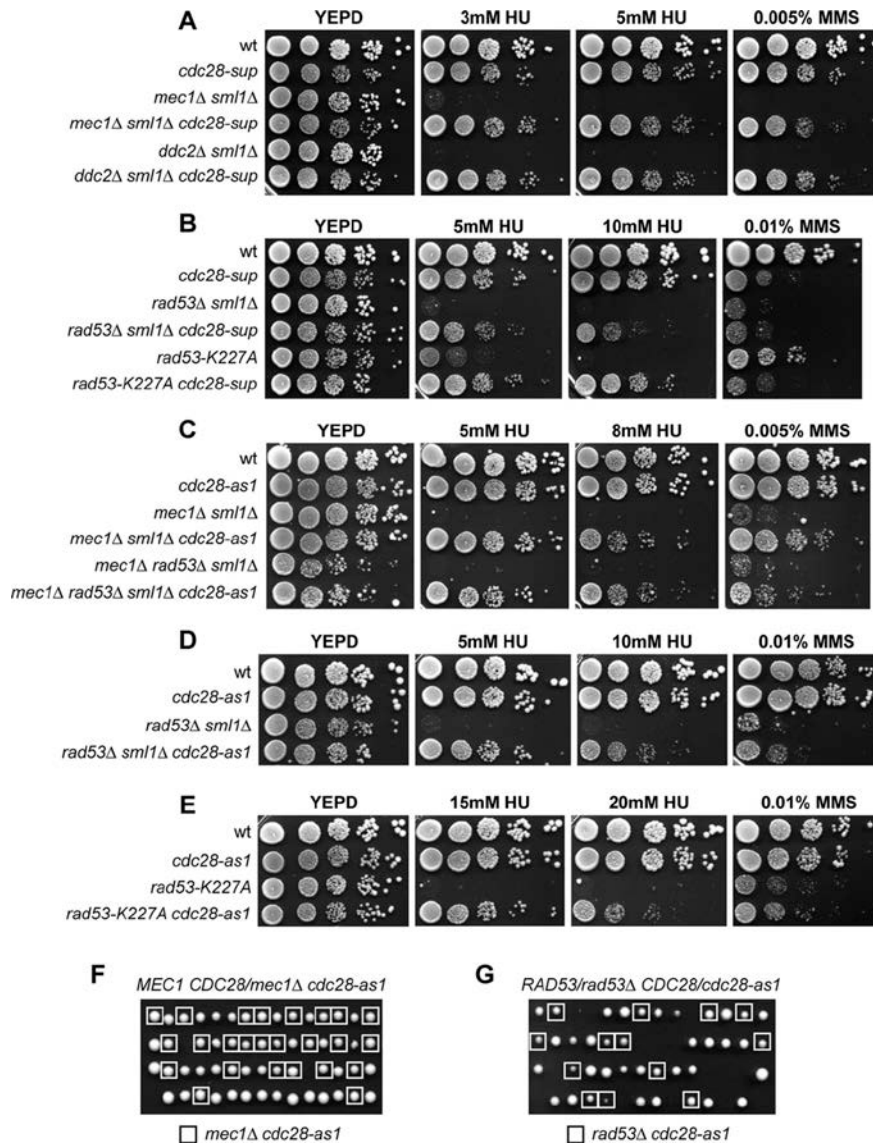 A
YEPD 3mM HU 5mM HU 0.005% MMS
wt
cdc28-sup
mec1Δ sml1Δ
mec1Δ sml1Δ cdc28-sup
ddc2Δ sml1Δ
ddc2Δ sml1Δ cdc28-sup
B
YEPD 5mM HU 10mM HU 0.01% MMS
wt
cdc28-sup
rad53Δ sml1Δ
rad53Δ sml1Δ cdc28-sup
rad53-K227A
rad53-K227A cdc28-sup
C
YEPD 5mM HU 8mM HU 0.005% MMS
wt
cdc28-as1
mec1Δ sml1Δ
mec1Δ sml1Δ cdc28-as1
mec1Δ rad53Δ sml1Δ
mec1Δ rad53Δ sml1Δ cdc28-as1
D
YEPD 5mM HU 10mM HU 0.01% MMS
wt
cdc28-as1
rad53Δ sml1Δ
rad53Δ sml1Δ cdc28-as1
E
YEPD 15mM HU 20mM HU 0.01% MMS
wt
cdc28-as1
rad53-K227A
rad53-K227A cdc28-as1
F
MEC1 CDC28/mec1Δ cdc28-as1
mec1Δ cdc28-as1
G
RAD53/rad53Δ CDC28/cdc28-as1
rad53Δ cdc28-as1